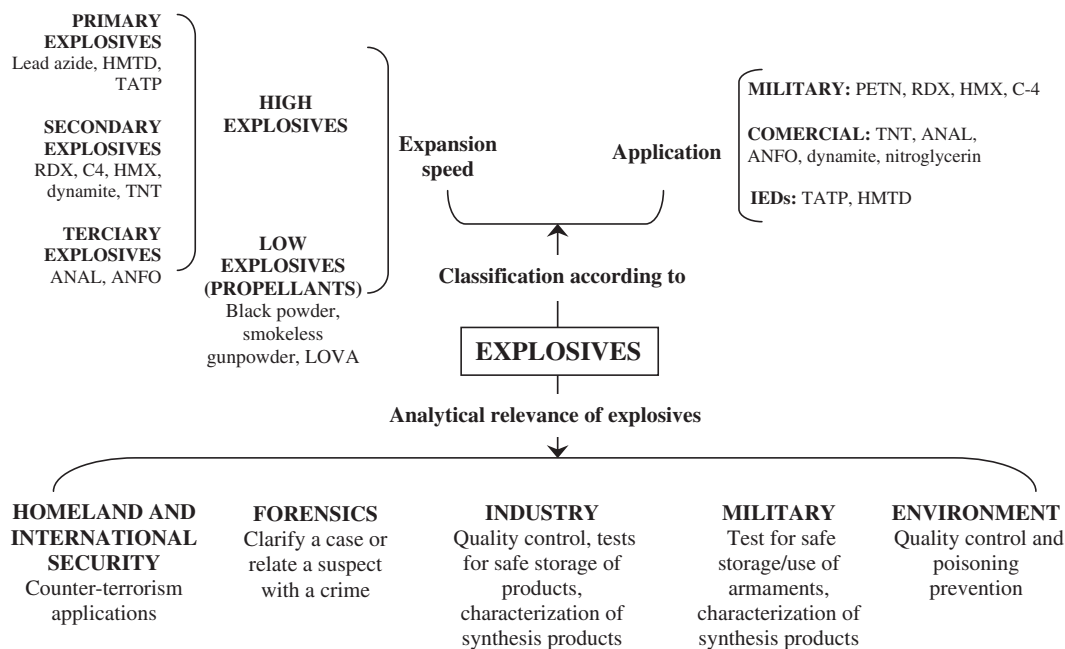 PRIMARY
EXPLOSIVES
Lead azide, HMTD,
TATP
SECONDARY
EXPLOSIVES
RDX, C4, HMX,
dynamite, TNT
TERCIARY
EXPLOSIVES
ANAL, ANFO
HIGH
EXPLOSIVES
LOW
EXPLOSIVES
(PROPELLANTS)
Black powder,
smokeless
gunpowder, LOVA
Expansion
speed
Application
MILITARY: PETN, RDX, HMX, C-4
COMERCIAL: TNT, ANAL,
ANFO, dynamite, nitroglycerin
IEDs: TATP, HMTD
Classification according to
EXPLOSIVES
Analytical relevance of explosives
HOMELAND AND
INTERNATIONAL
SECURITY
Counter-terrorism
applications
FORENSICS
Clarify a case or
relate a suspect
with a crime
INDUSTRY
Quality control, tests
for safe storage of
products,
characterization of
synthesis products
MILITARY
Test for safe
storage/use of
armaments,
characterization of
synthesis products
ENVIRONMENT
Quality control and
poisoning
prevention